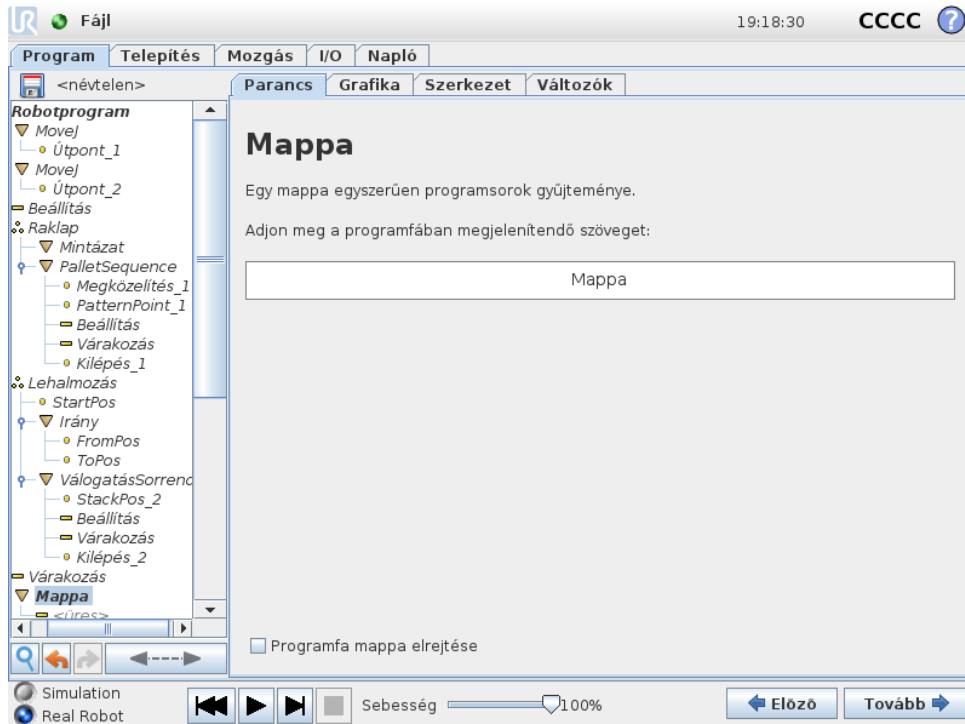 Fájl
19:18:30
CCCC
?
Program
Telepítés
Mozgás
I/O
Napló
<névtelen>
Parancs
Grafika
Szerkezet
Változók
Robotprogram
MoveJ
Útpont_1
MoveJ
Útpont_2
Beállítás
Raklap
Mintázat
PalletSequence
Megközelítés_1
PatternPoint_1
Beállítás
Várakozás
Kilépés_1
Lehalmozás
StartPos
Irány
FromPos
ToPos
VálogatásSorrend
StackPos_2
Beállítás
Várakozás
Kilépés_2
Várakozás
Mappa
<üres>
Mappa
Egy mappa egyszerűen programsorok gyűjteménye.
Adjon meg a programfában megjelenítendő szöveget:
Mappa
Programfa mappa elrejtése
Simulation
Real Robot
Sebesség
100%
Előző
Tovább